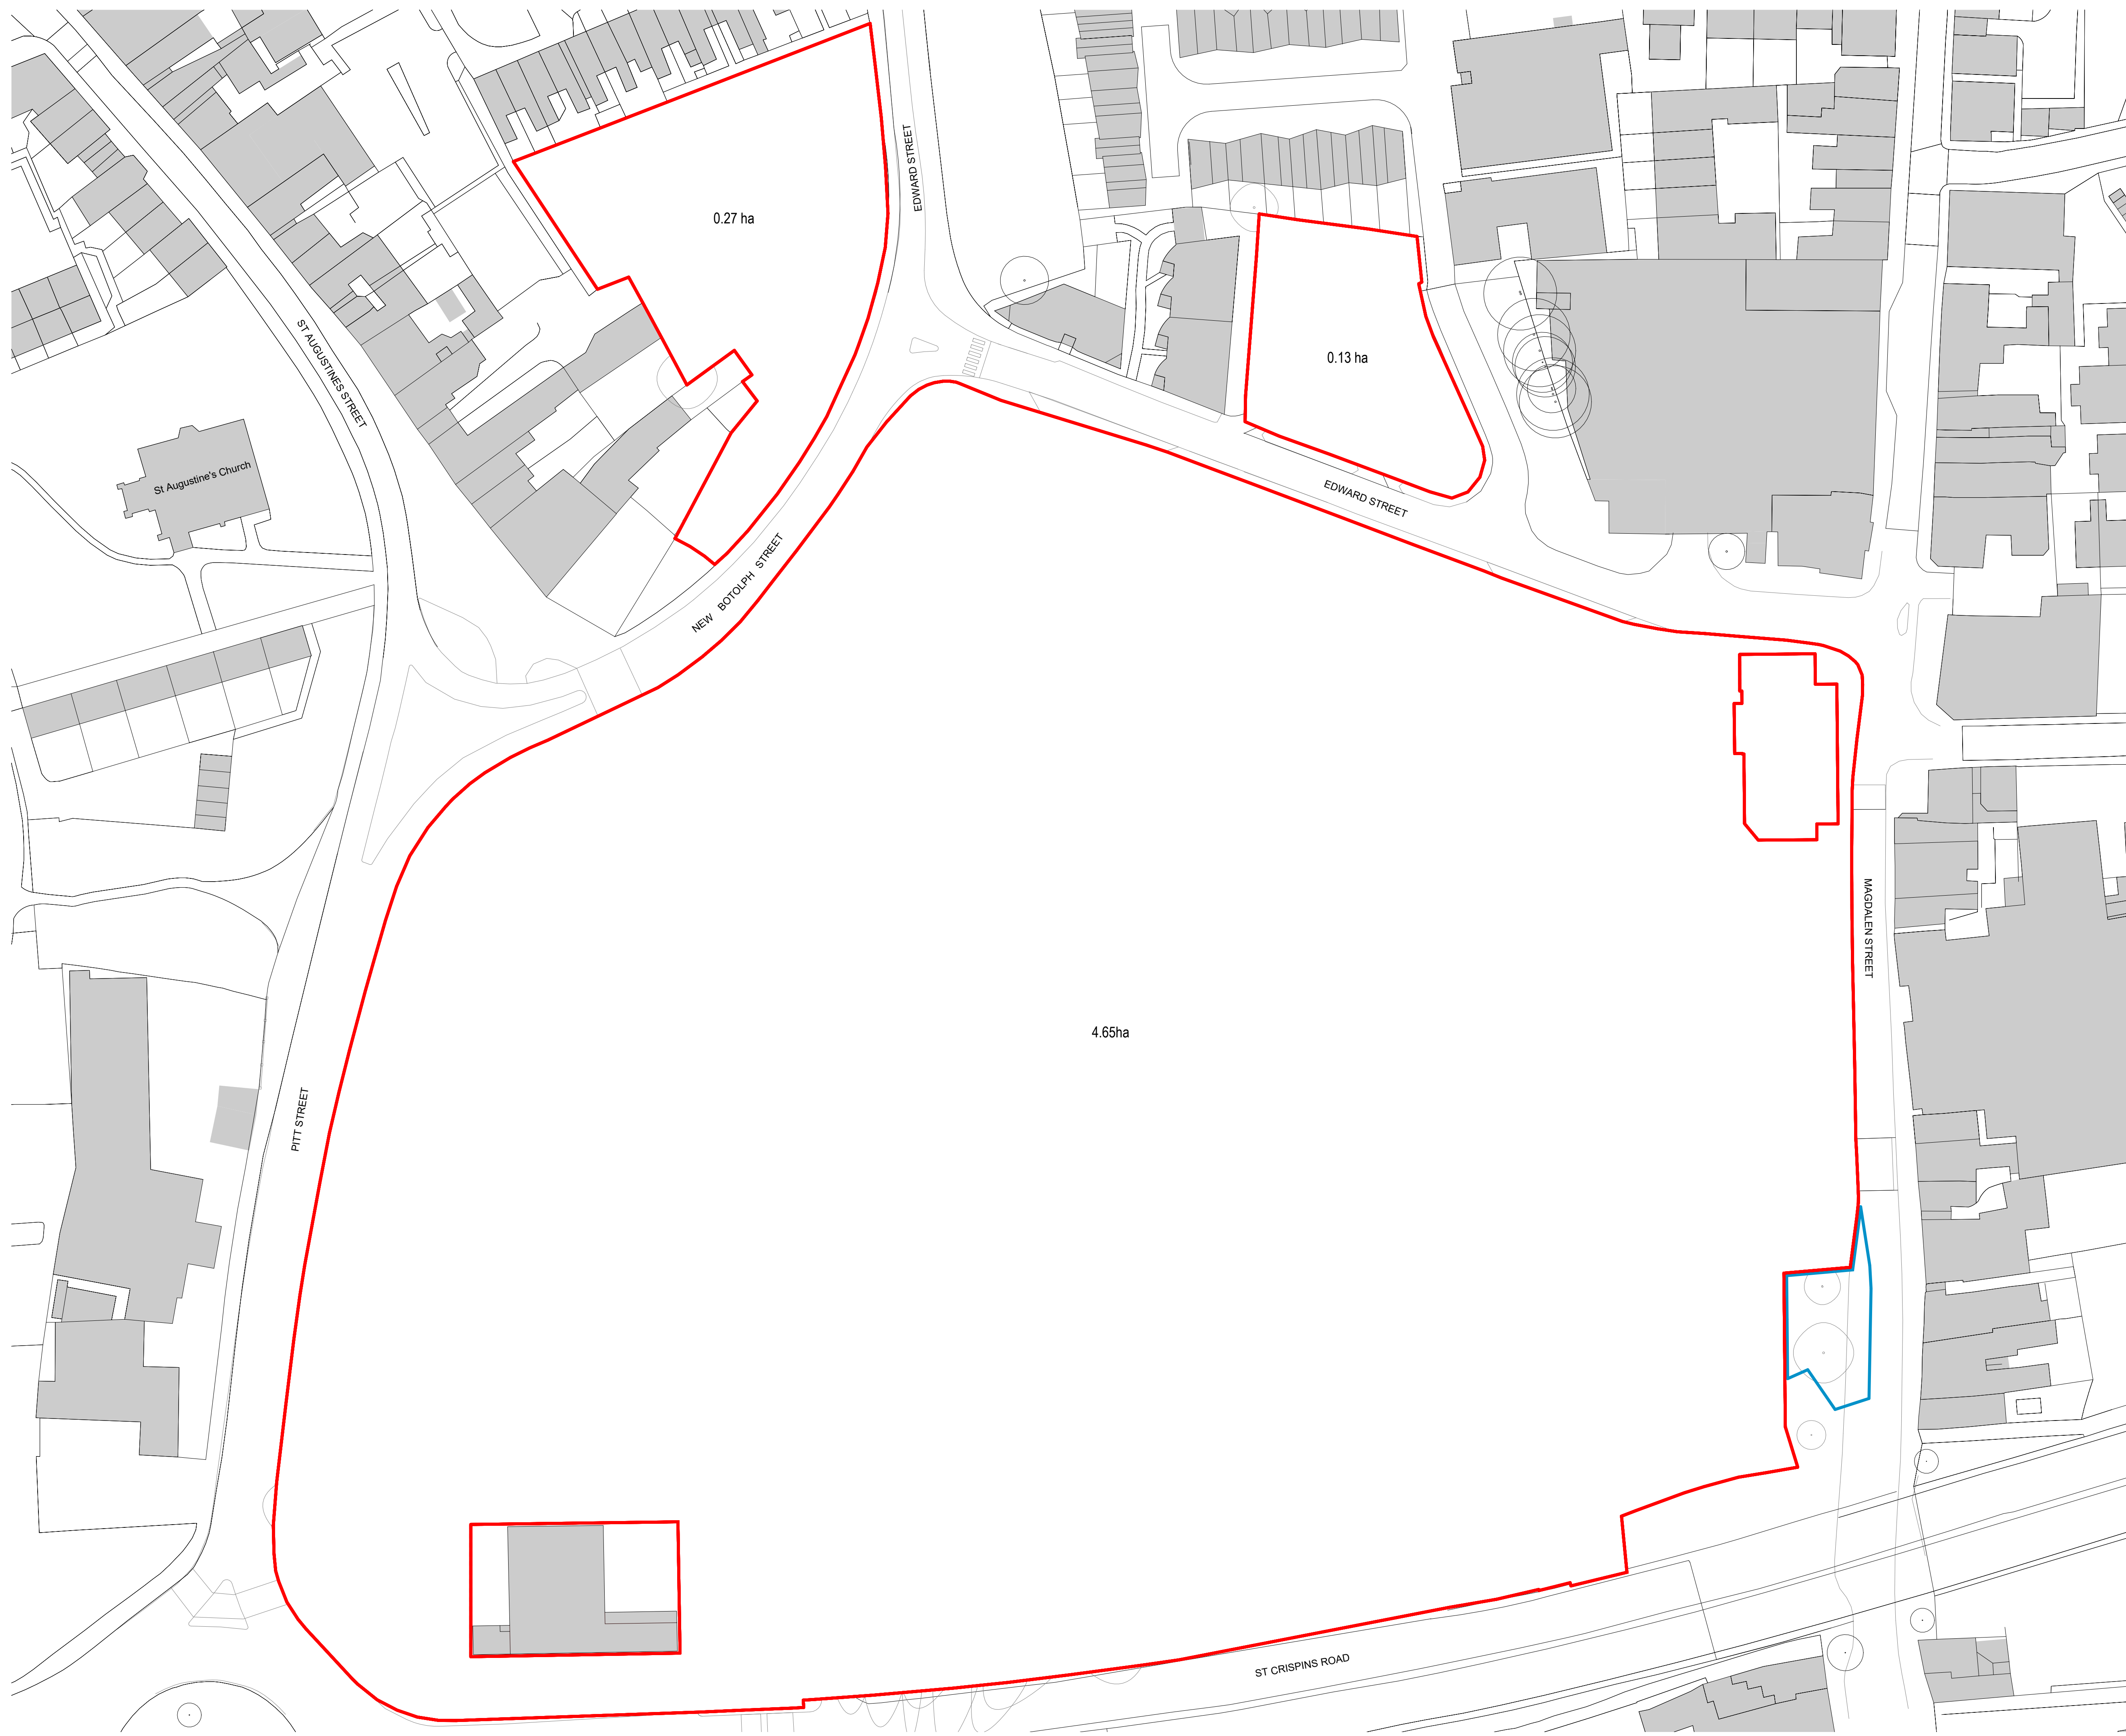 EDWARD STREET
0.27 ha
0.13 ha
ST AUGUSTINES STREET
St Augustine's Church
EDWARD STREET
NEW BOTOLPH STREET
MAGDALEN STREET
4.65ha
PITT STREET
ST CRISPINS ROAD